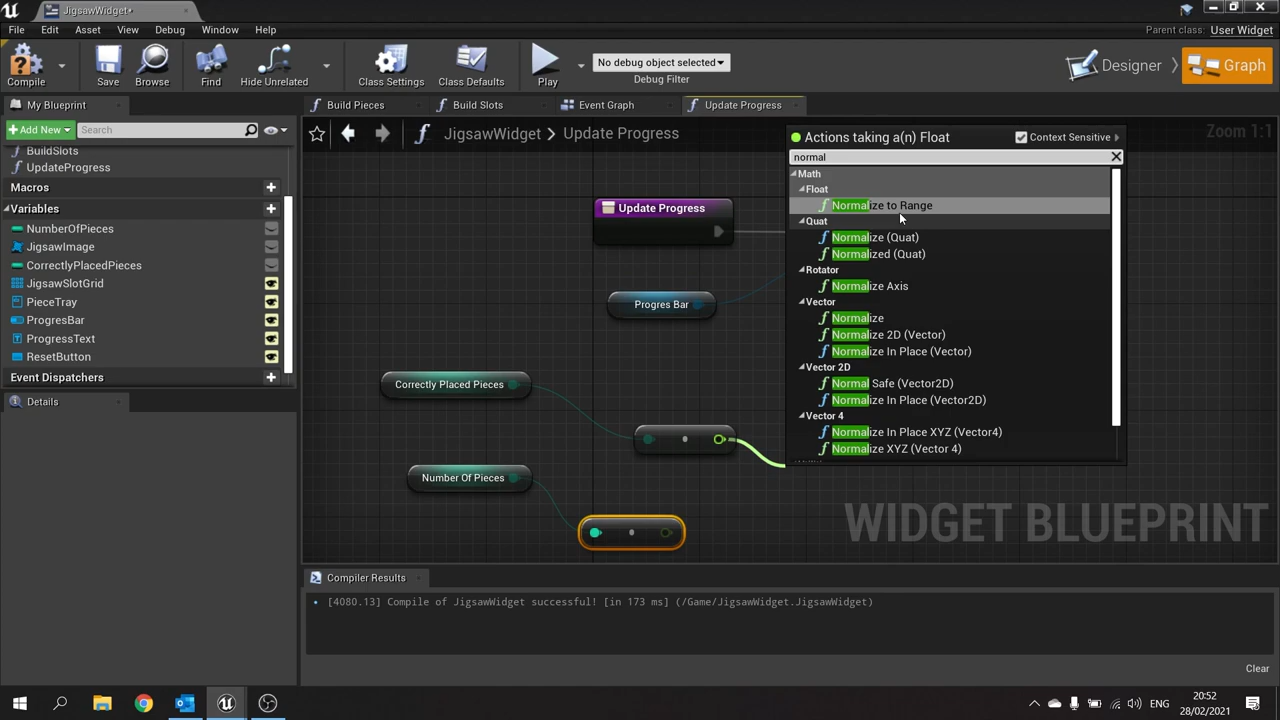 JigsawWidget*
File
Edit
Asset
View
Debug
Window
Help
Parent class:
User Widget
Compile
Save
Browse
Find
Hide Unrelated
Class Settings
Class Defaults
Play
No debug object selected
Debug Filter
Designer
Graph
My Blueprint
Build Pieces
Build Slots
Event Graph
Update Progress
Add New
Search
JigsawWidget
Update Progress
Zoom 1:1
BuildSlots
UpdateProgress
Macros
Variables
NumberOfPieces
JigsawImage
CorrectlyPlacedPieces
JigsawSlotGrid
PieceTray
ProgresBar
ProgressText
ResetButton
Event Dispatchers
Details
Update Progress
Progres Bar
Correctly Placed Pieces
Number Of Pieces
Actions taking a(n) Float
Context Sensitive
normal
Math
Float
Normalize to Range
Quat
Normalize (Quat)
Normalized (Quat)
Rotator
Normalize Axis
Vector
Normalize
Normalize 2D (Vector)
Normalize In Place (Vector)
Vector 2D
Normal Safe (Vector2D)
Normalize In Place (Vector2D)
Vector 4
Normalize In Place XYZ (Vector4)
Normalize XYZ (Vector 4)
WIDGET BLUEPRINT
Compiler Results
[4080.13] Compile of JigsawWidget successful! [in 173 ms] (/Game/JigsawWidget.JigsawWidget)
Clear
ENG
20:52
28/02/2021